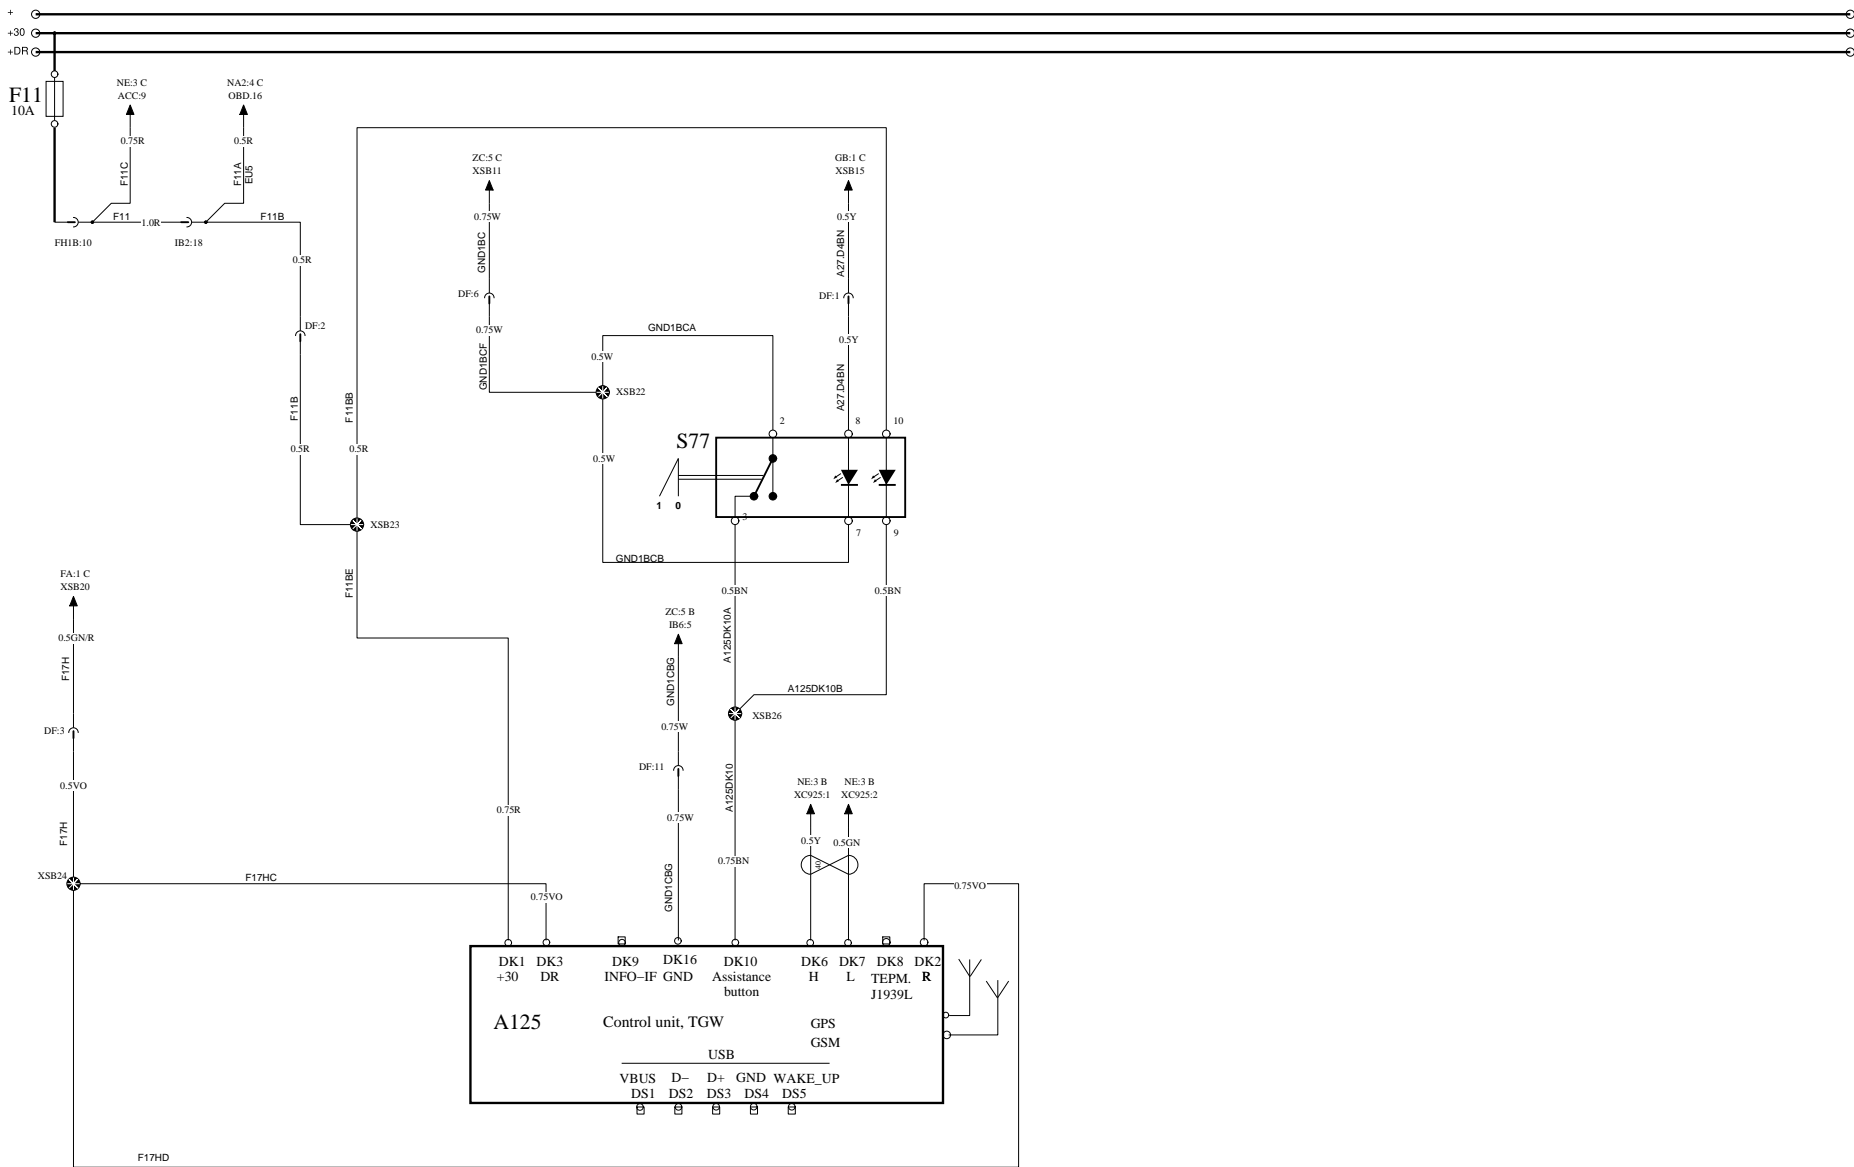 +
+30
+DR
F11
10A
NE:3 C
ACC:9
NA2:4 C
OBD.16
0.75R
0.5R
F11C
F11A
EU5
F11
1.0R
F11B
FH1B:10
IB2:18
0.5R
DF:2
F11B
0.5R
F11BB
0.5R
XSB23
F11BE
ZC:5 C
XSB11
0.75W
GND1BC
DF:6
0.75W
GND1BCF
GND1BCA
0.5W
XSB22
0.5W
GND1BCB
GB:1 C
XSB15
0.5Y
A27.D4BN
DF:1
0.5Y
A27.D4BN
2
8
10
S77
1 0
3
7
9
0.5BN
0.5BN
A125DK10A
A125DK10B
XSB26
A125DK10
0.75BN
ZC:5 B
IB6:5
GND1CBG
0.75W
DF:11
0.75W
GND1CBG
FA:1 C
XSB20
0.5GN/R
F17H
DF:3
0.5VO
F17H
XSB24
F17HC
0.75VO
0.75R
NE:3 B
XC925:1
NE:3 B
XC925:2
0.5Y
0.5GN
40
0.75VO
DK1
+30
DK3
DR
DK9
INFO−IF
DK16
GND
DK10
Assistance
button
DK6
H
DK7
L
DK8
TEPM.
J1939L
DK2
R
A125
Control unit, TGW
GPS
GSM
USB
VBUS D− D+ GND WAKE_UP
DS1 DS2 DS3 DS4 DS5
F17HD